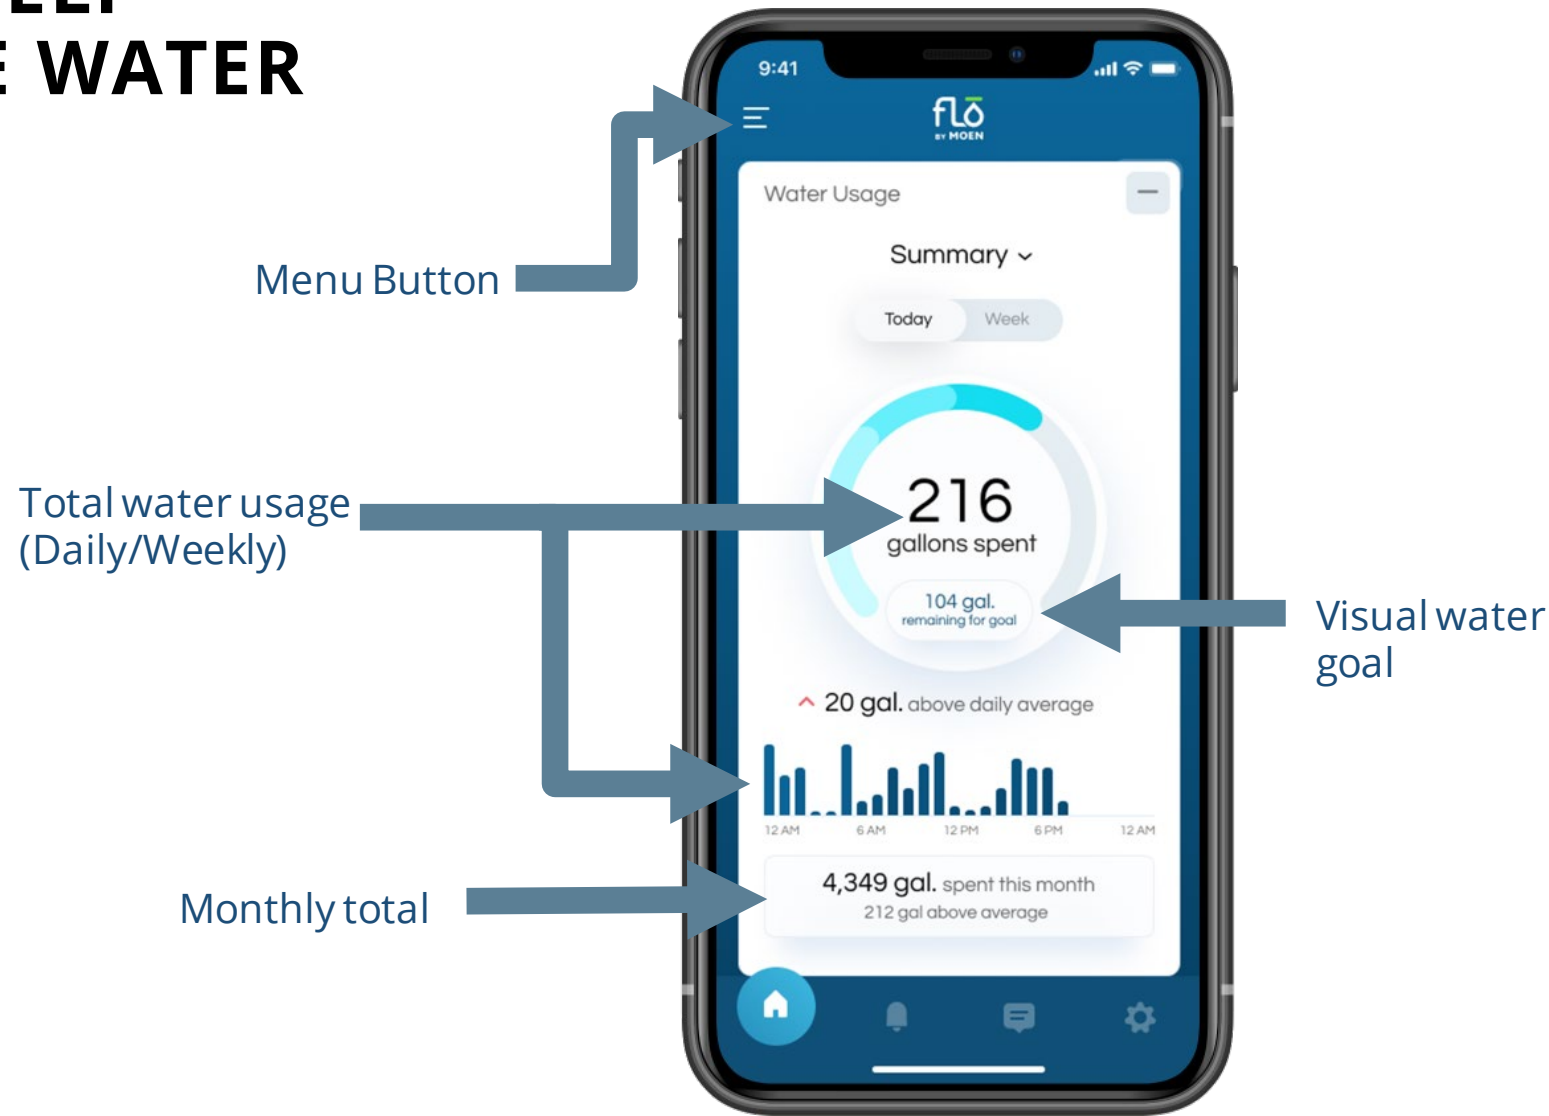 WATER
9:41
flō
BY MOEN
Menu Button
Water Usage
Summary
Today Week
Total water usage
(Daily/Weekly)
216
gallons spent
104 gal.
remaining for goal
Visual water
goal
20 gal. above daily average
12 AM 6 AM 12 PM 6 PM 12 AM
Monthly total
4,349 gal. spent this month
212 gal above average